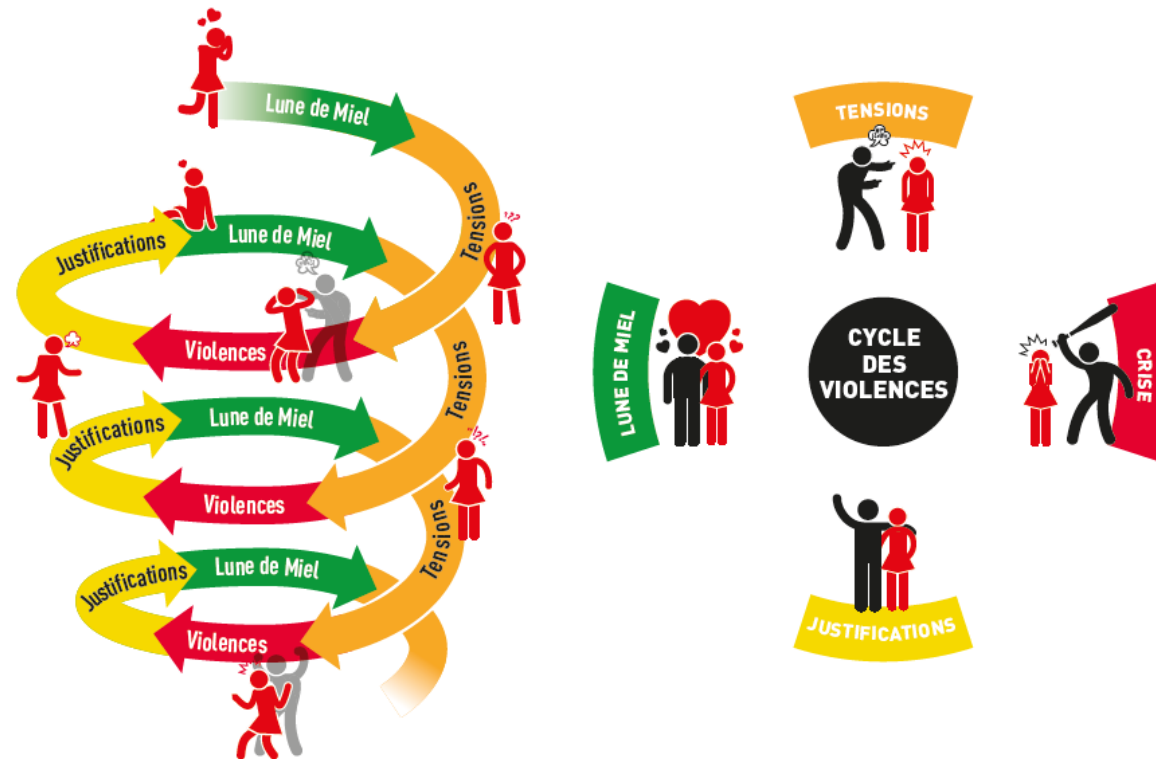 Lune de Miel
Tensions
Justifications
Lune de Miel
Violences
Tensions
Justifications
Lune de Miel
Violences
Tensions
Justifications
Lune de Miel
Violences
TENSIONS
LUNE DE MIEL
CYCLE
DES
VIOLENCES
CRISE
JUSTIFICATIONS